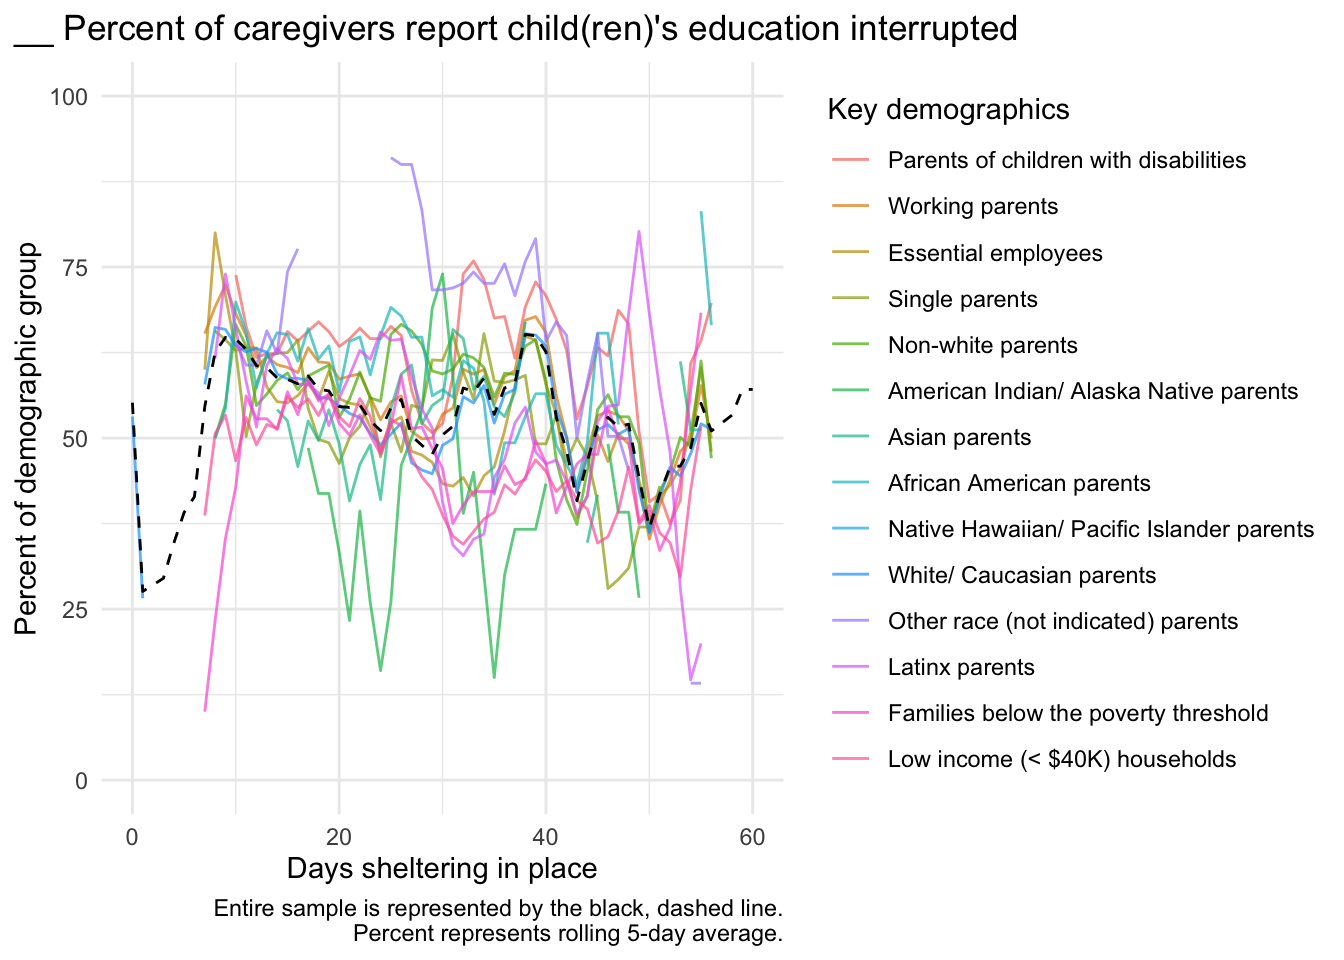 __ Percent of caregivers report child(ren)'s education interrupted
Percent of demographic group
100
75
50
25
0
0 20 40 60
Days sheltering in place
Entire sample is represented by the black, dashed line.
Percent represents rolling 5-day average.
Key demographics
Parents of children with disabilities
Working parents
Essential employees
Single parents
Non-white parents
American Indian/ Alaska Native parents
Asian parents
African American parents
Native Hawaiian/ Pacific Islander parents
White/ Caucasian parents
Other race (not indicated) parents
Latinx parents
Families below the poverty threshold
Low income (< $40K) households